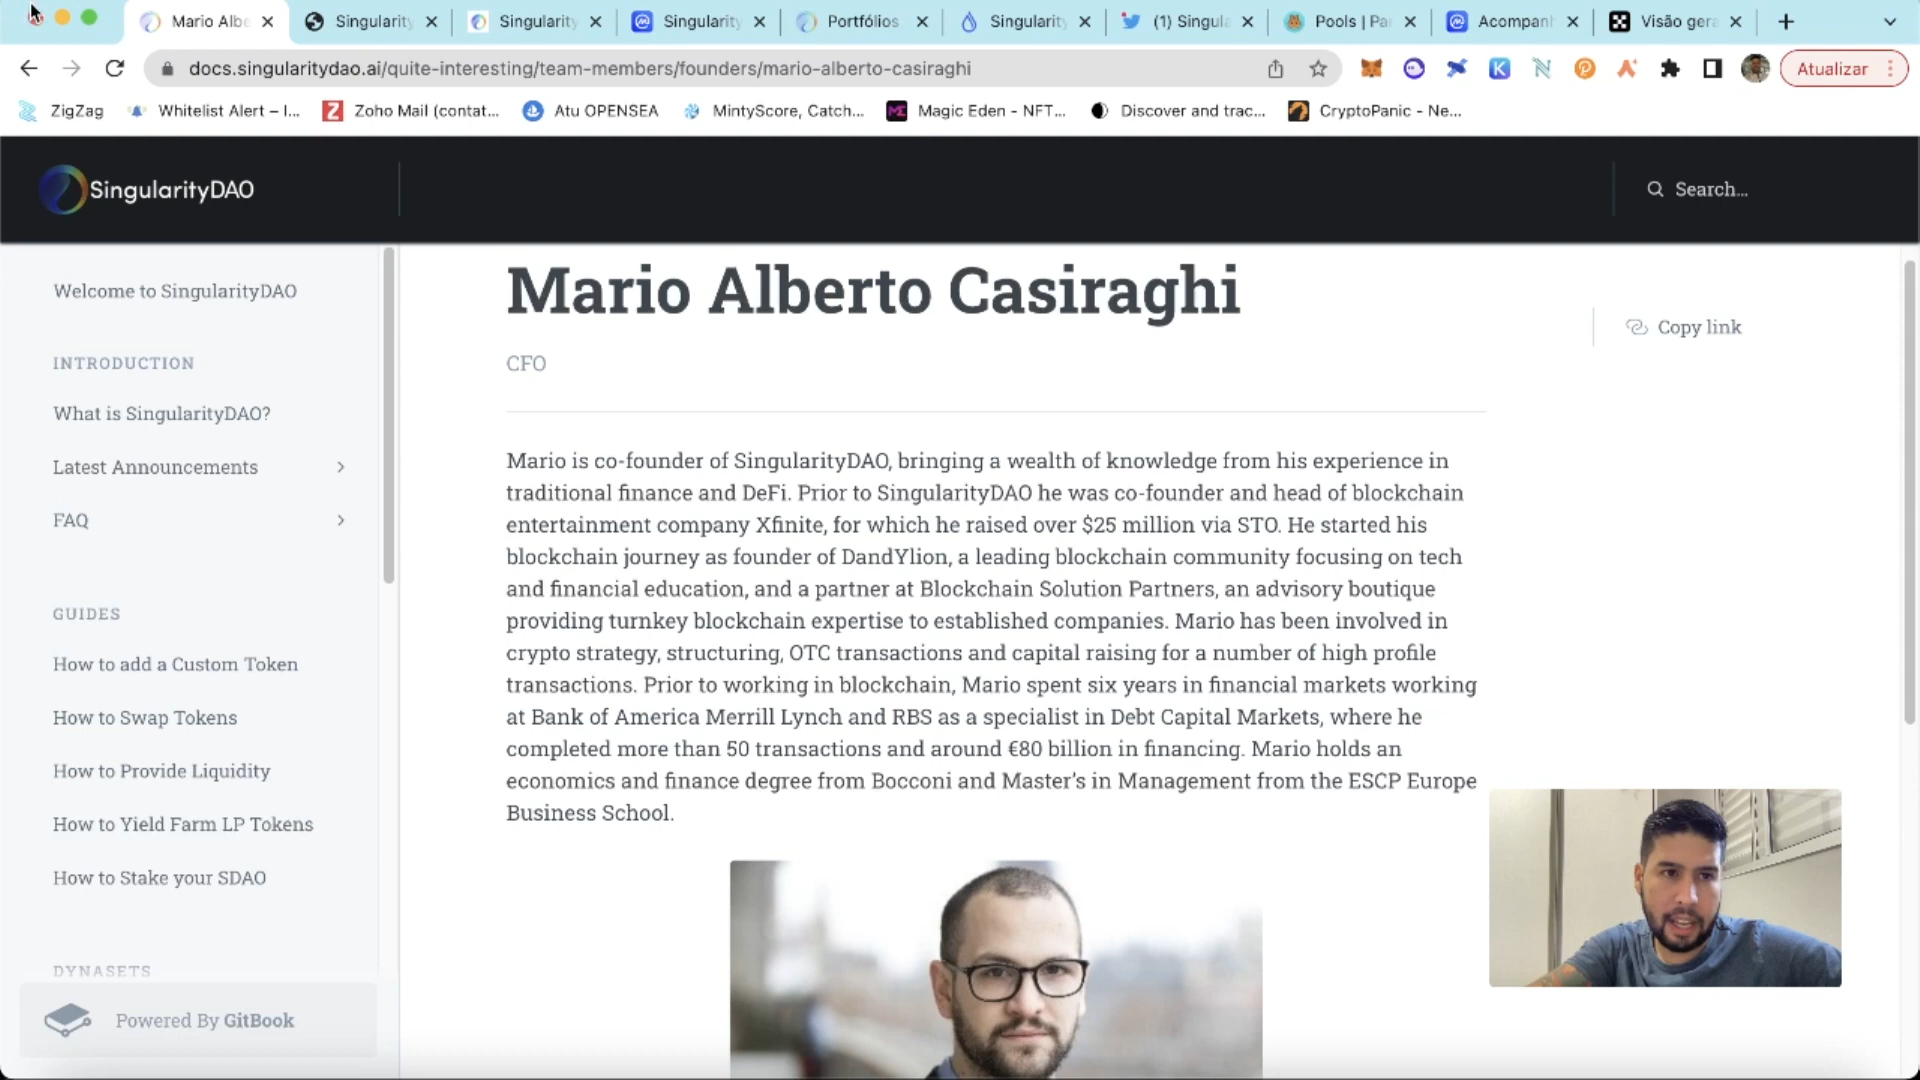 Mario Albe
Singularity
Singularity
Singularity
Portfólios
Singularity
(1) Singula
Pools | Pa
Acompanh
Visão gera
docs.singularitydao.ai/quite-interesting/team-members/founders/mario-alberto-casiraghi
Atualizar
ZigZag
Whitelist Alert – I...
Zoho Mail (contat...
Atu OPENSEA
MintyScore, Catch...
Magic Eden - NFT...
Discover and trac...
CryptoPanic - Ne...
SingularityDAO
Search...
Welcome to SingularityDAO
INTRODUCTION
What is SingularityDAO?
Latest Announcements
FAQ
GUIDES
How to add a Custom Token
How to Swap Tokens
How to Provide Liquidity
How to Yield Farm LP Tokens
How to Stake your SDAO
DYNASETS
Powered By GitBook
Mario Alberto Casiraghi
Copy link
CFO
Mario is co-founder of SingularityDAO, bringing a wealth of knowledge from his experience in
traditional finance and DeFi. Prior to SingularityDAO he was co-founder and head of blockchain
entertainment company Xfinite, for which he raised over $25 million via STO. He started his
blockchain journey as founder of DandYlion, a leading blockchain community focusing on tech
and financial education, and a partner at Blockchain Solution Partners, an advisory boutique
providing turnkey blockchain expertise to established companies. Mario has been involved in
crypto strategy, structuring, OTC transactions and capital raising for a number of high profile
transactions. Prior to working in blockchain, Mario spent six years in financial markets working
at Bank of America Merrill Lynch and RBS as a specialist in Debt Capital Markets, where he
completed more than 50 transactions and around €80 billion in financing. Mario holds an
economics and finance degree from Bocconi and Master's in Management from the ESCP Europe
Business School.